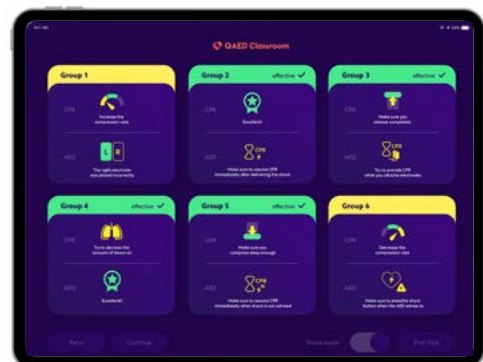 QAED Classroom
Group 1
CPR
Increase the
compression rate
AED
L R
The right electrode
was placed incorrectly
Group 2 effective
CPR
Excellent!
AED
CPR
Make sure to resume CPR
immediately after delivering the shock
Group 3 effective
CPR
Make sure you
release completely
AED
CPR
Try to provide CPR
while you attache electrodes
Group 4 effective
CPR
Try to decrease the
amount of blown air
AED
Excellent!
Group 5 effective
CPR
Make sure you
compress deep enough
AED
CPR
Make sure to resume CPR
immediately when shock is not advised
Group 6
CPR
Decrease the
compression rate
AED
Make sure to press the shock
button when the AED advises to
Retry
Continue